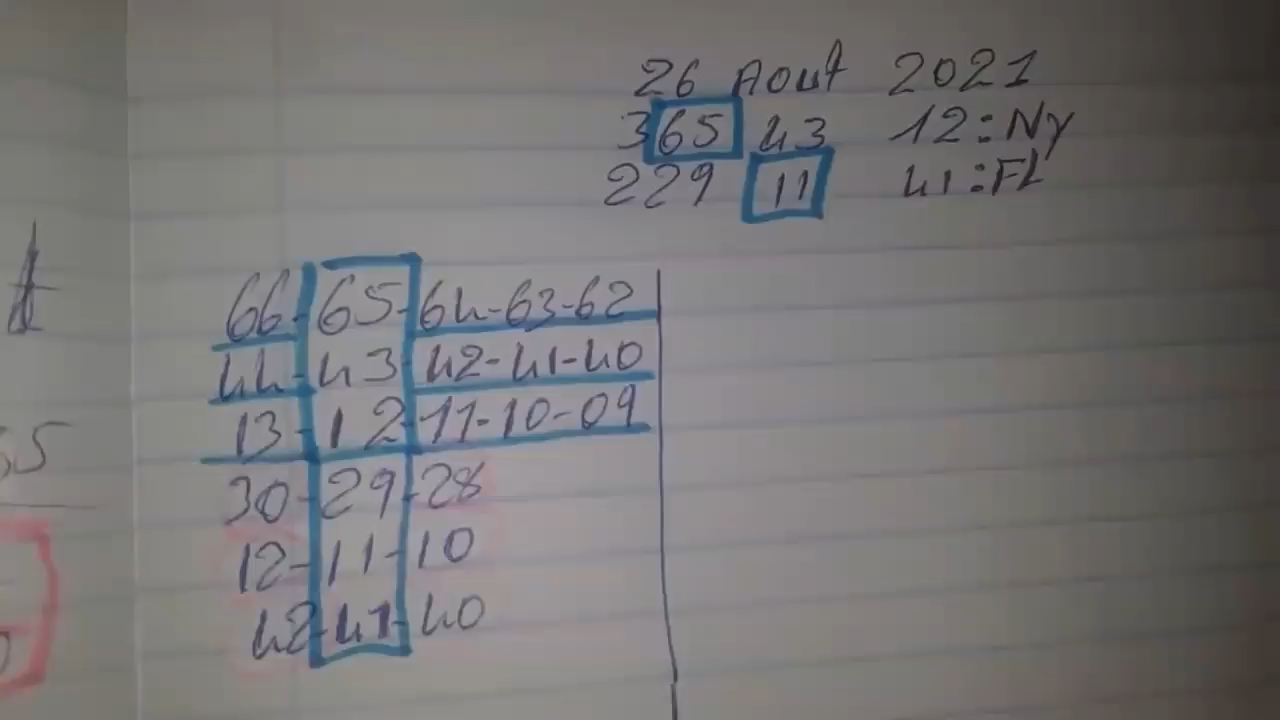 26 Aout 2021
365 43 12:Ny
229 11 41:FL
66-65-64-63-62
44-43-42-41-40
13-12-11-10-09
30-29-28
12-11-10
42-41-40